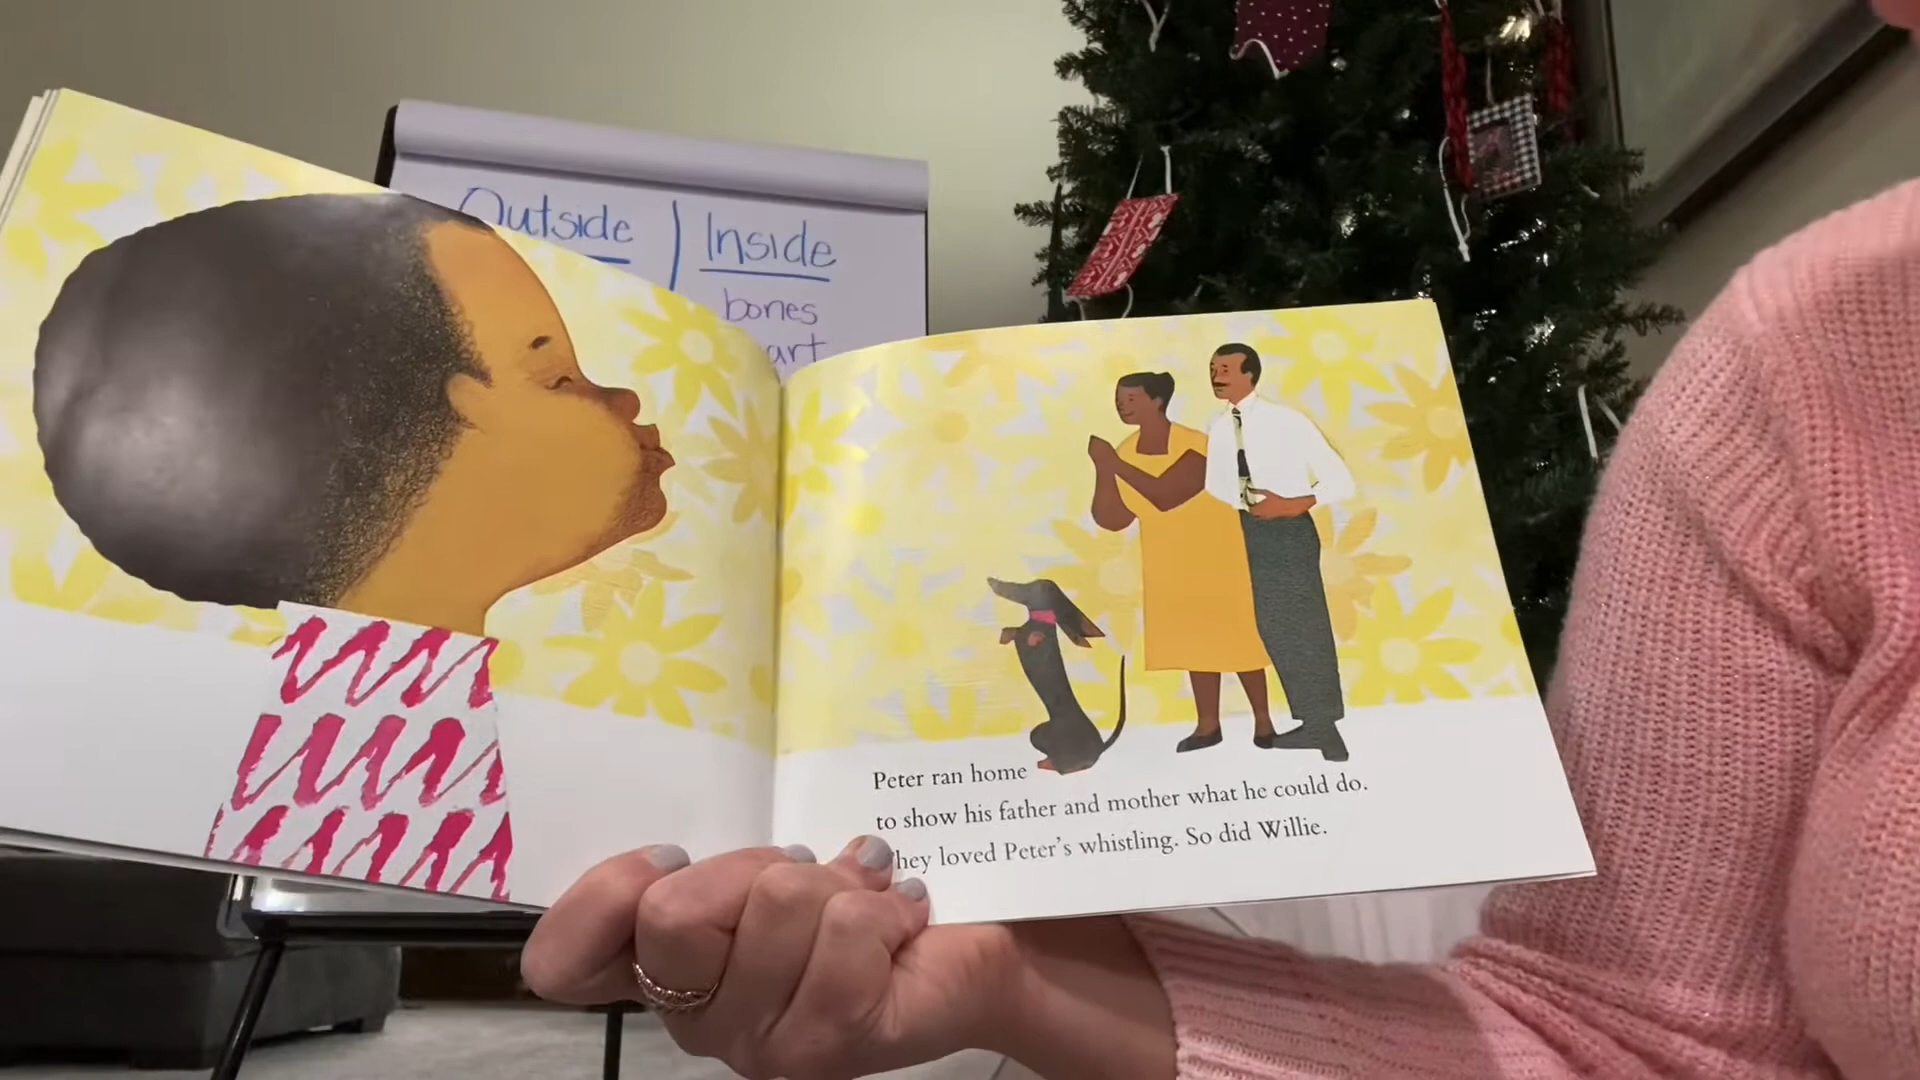 Outside | Inside
bones
Peter ran home
to show his father and mother what he could do.
loved Peter's whistling. So did Willie.